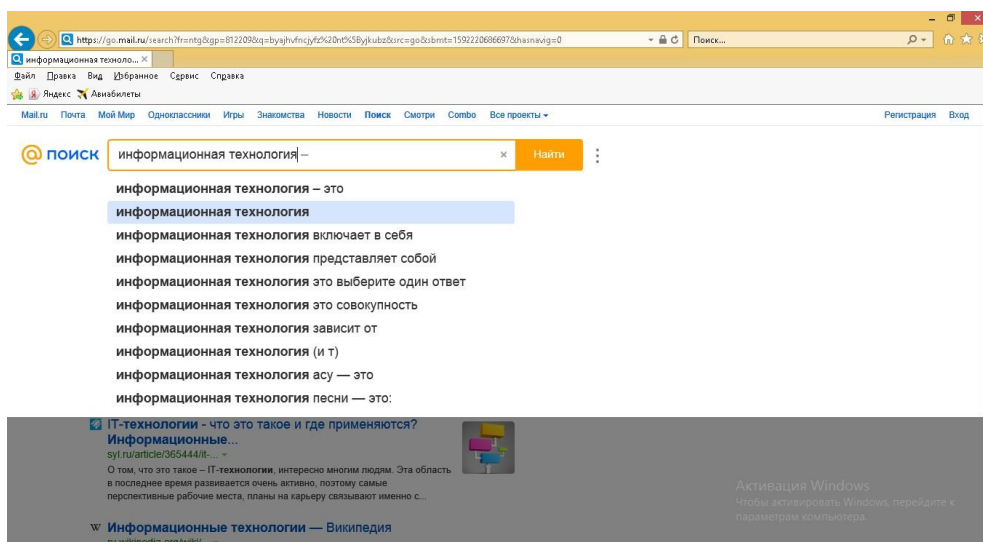 https://go.mail.ru/search?fr=ntg&gp=812209&q=byajhvfncjyfz%20nt%5Byjkubz&src=go&sbmt=1592220686697&hasnavig=0
Поиск...
информационная техноло...
Файл Правка Вид Избранное Сервис Справка
Яндекс Авиабилеты
Mail.ru Почта Мой Мир Одноклассники Игры Знакомства Новости Поиск Смотри Combo Все проекты Регистрация Вход
ПОИСК информационная технология – Найти
информационная технология – это
информационная технология
информационная технология включает в себя
информационная технология представляет собой
информационная технология это выберите один ответ
информационная технология это совокупность
информационная технология зависит от
информационная технология (и т)
информационная технология асу — это
информационная технология песни — это:
IT-технологии - что это такое и где применяются?
Информационные...
syl.ru/article/365444/it-...
О том, что это такое – IT-технологии, интересно многим людям. Эта область
в последнее время развивается очень активно, поэтому самые
перспективные рабочие места, планы на карьеру связывают именно с...
Активация Windows
Чтобы активировать Windows, перейдите к
параметрам компьютера.
W Информационные технологии — Википедия
ru.wikipedia.org/wiki/...